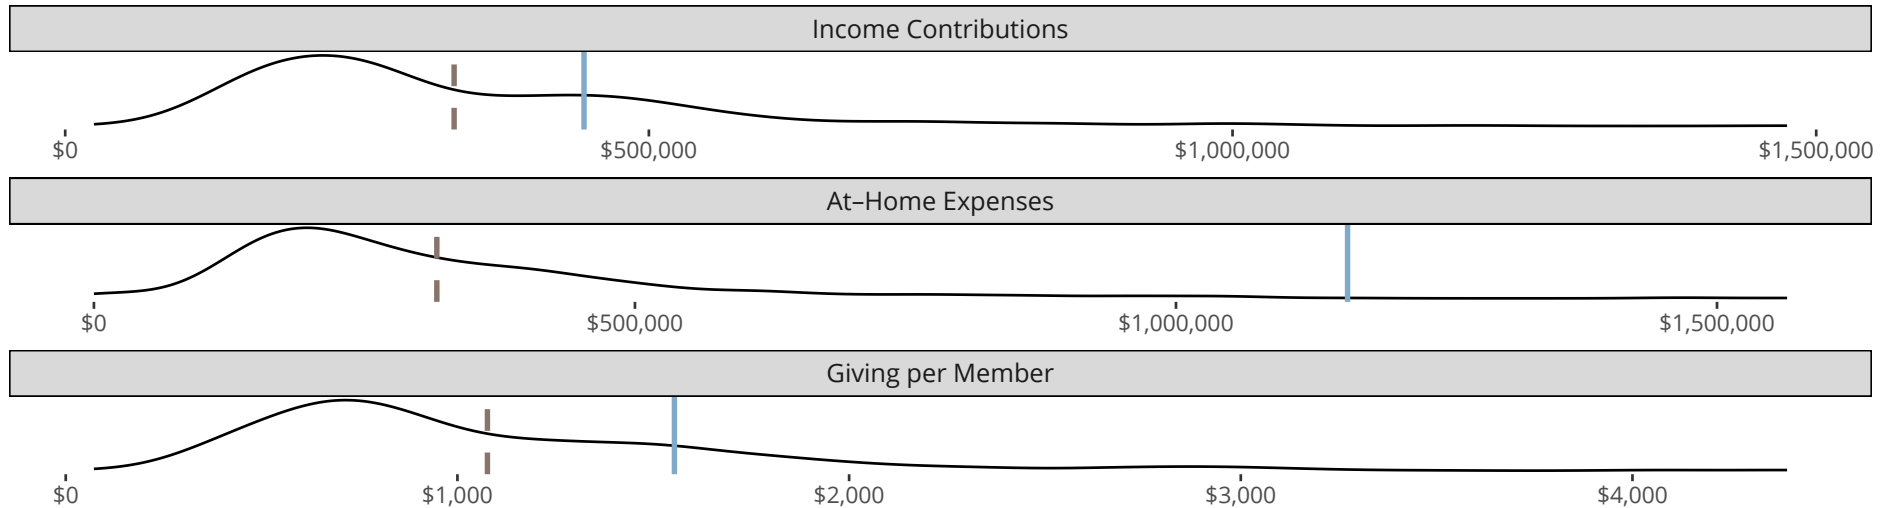 Income Contributions
$0 $500,000 $1,000,000 $1,500,000
At–Home Expenses
$0 $500,000 $1,000,000 $1,500,000
Giving per Member
$0 $1,000 $2,000 $3,000 $4,000